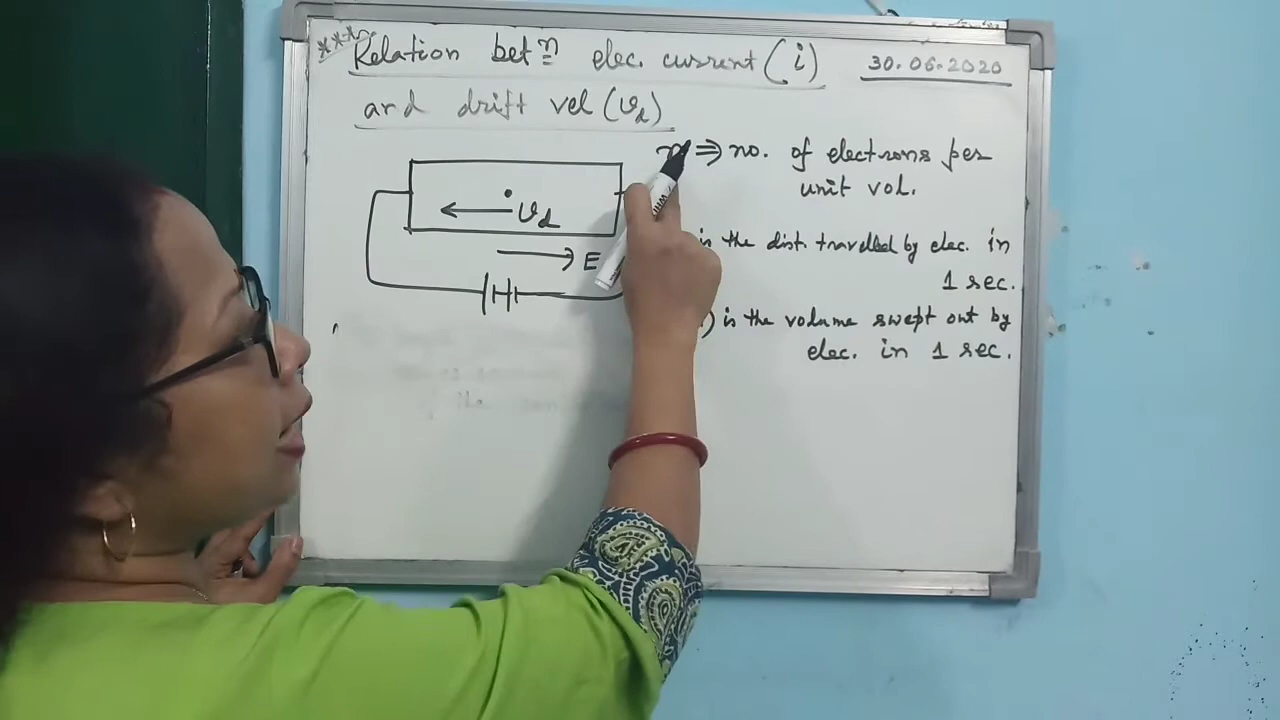 *** Relation betⁿ elec. current (i)
and drift vel (vd)
30.06.2020
n ⇒ no. of electrons per
unit vol.
vd
E
is the dist. travelled by elec. in
1 sec.
) is the volume swept out by
elec. in 1 sec.